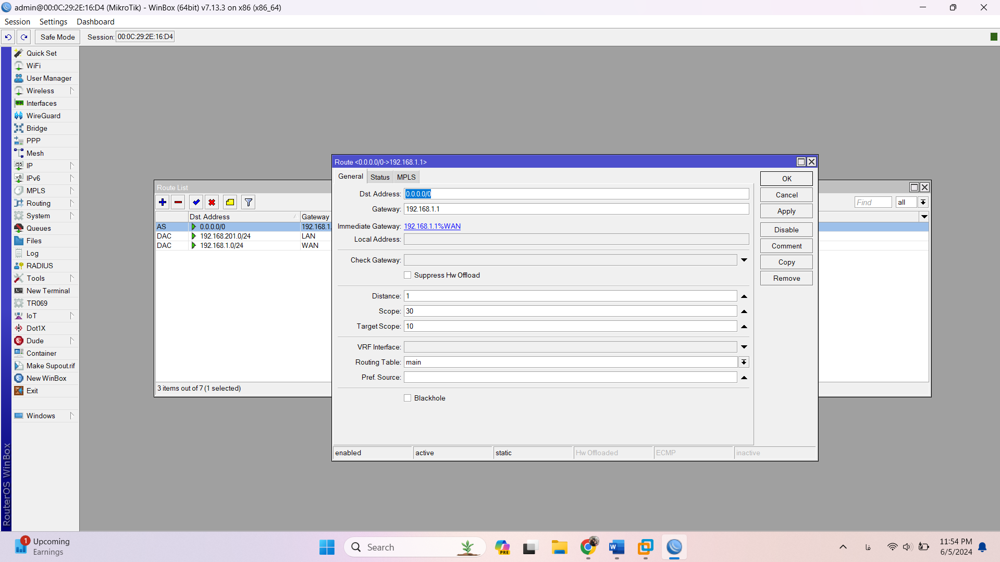 admin@00:0C:29:2E:16:D4 (MikroTik) - WinBox (64bit) v7.13.3 on x86 (x86_64)
Session Settings Dashboard
Safe Mode Session: 00:0C:29:2E:16:D4
Quick Set
WiFi
User Manager
Wireless
Interfaces
WireGuard
Bridge
PPP
Mesh
IP
IPv6
MPLS
Routing
System
Queues
Files
Log
RADIUS
Tools
New Terminal
TR069
IoT
Dot1X
Dude
Container
Make Supout.rif
New WinBox
Exit
Windows
RouterOS WinBox
Route List
Dst. Address Gateway
AS 0.0.0.0/0 192.168.1.
DAC 192.168.201.0/24 LAN
DAC 192.168.1.0/24 WAN
3 items out of 7 (1 selected)
Find all
Route <0.0.0.0/0->192.168.1.1>
General Status MPLS
Dst. Address: 0.0.0.0/0
Gateway: 192.168.1.1
Immediate Gateway: 192.168.1.1%WAN
Local Address:
Check Gateway:
Suppress Hw Offload
Distance: 1
Scope: 30
Target Scope: 10
VRF Interface:
Routing Table: main
Pref. Source:
Blackhole
OK
Cancel
Apply
Disable
Comment
Copy
Remove
enabled active static Hw Offloaded ECMP inactive
1 Upcoming
Earnings
Search
PRE
W
فا
11:54 PM
6/5/2024